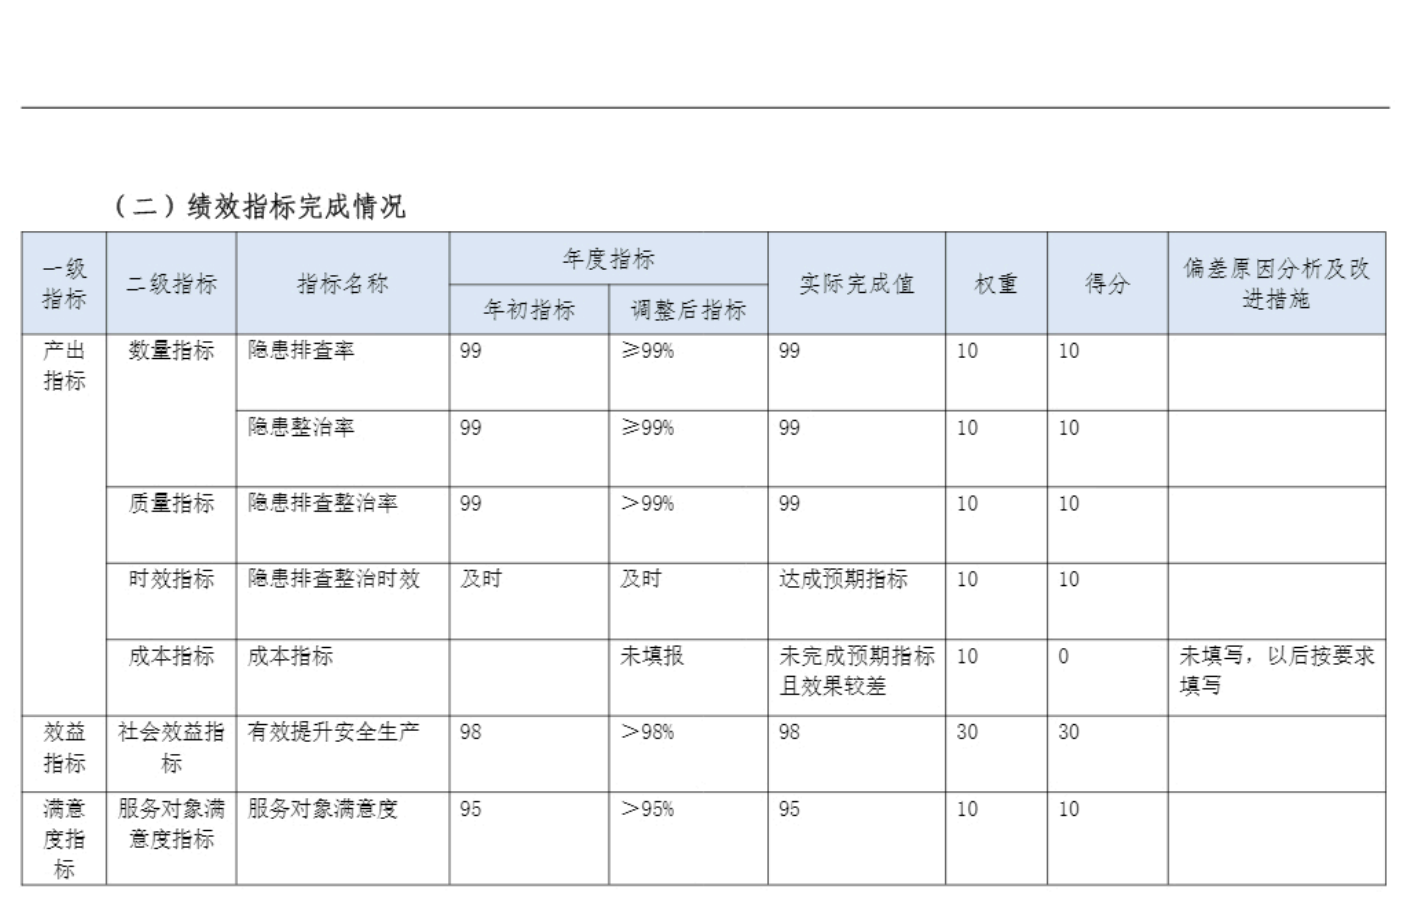 （二）绩效指标完成情况
一级指标 二级指标 指标名称 年度指标 实际完成值 权重 得分 偏差原因分析及改进措施
年初指标 调整后指标
产出指标 数量指标 隐患排查率 99 ≥99% 99 10 10
隐患整治率 99 ≥99% 99 10 10
质量指标 隐患排查整治率 99 >99% 99 10 10
时效指标 隐患排查整治时效 及时 及时 达成预期指标 10 10
成本指标 成本指标 未填报 未完成预期指标且效果较差 10 0 未填写，以后按要求填写
效益指标 社会效益指标 有效提升安全生产 98 >98% 98 30 30
满意度指标 服务对象满意度指标 服务对象满意度 95 >95% 95 10 10